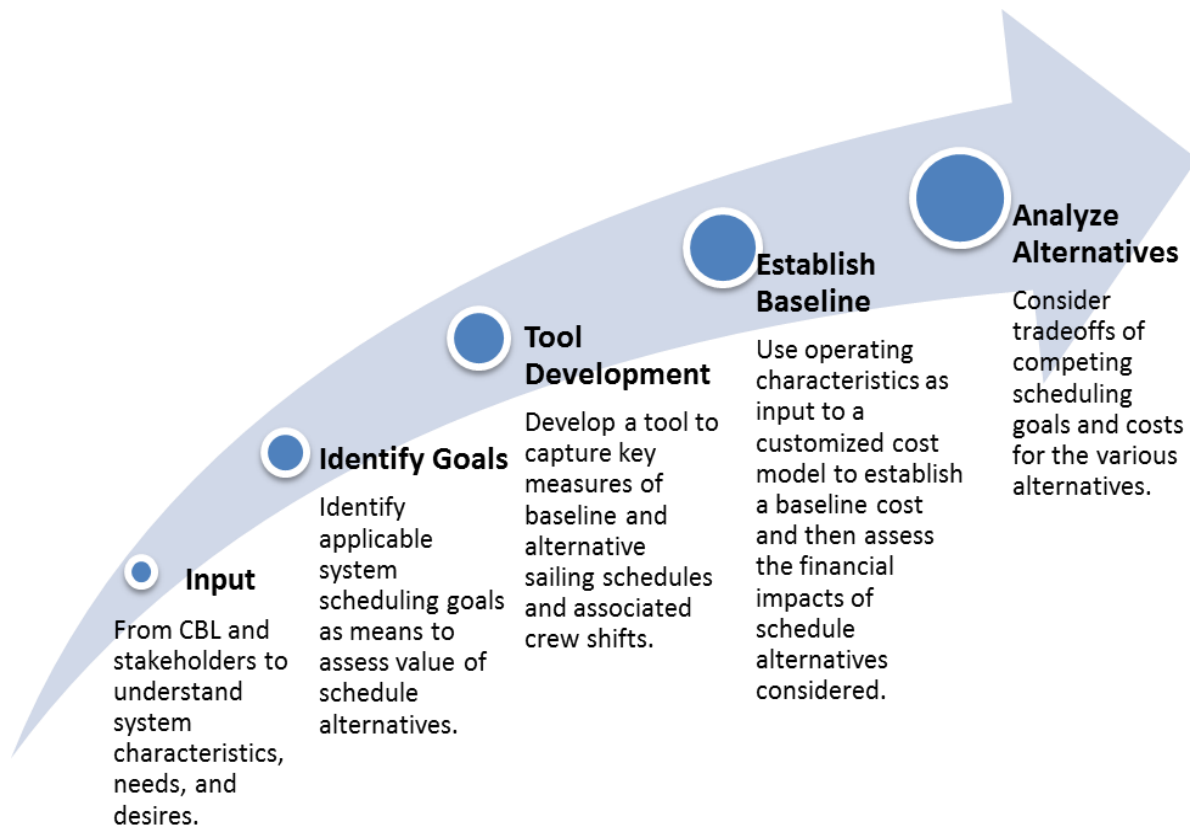 Input
From CBL and
stakeholders to
understand
system
characteristics,
needs, and
desires.
Identify Goals
Identify
applicable
system
scheduling goals
as means to
assess value of
schedule
alternatives.
Tool
Development
Develop a tool to
capture key
measures of
baseline and
alternative
sailing schedules
and associated
crew shifts.
Establish
Baseline
Use operating
characteristics as
input to a
customized cost
model to establish
a baseline cost
and then assess
the financial
impacts of
schedule
alternatives
considered.
Analyze
Alternatives
Consider
tradeoffs of
competing
scheduling
goals and costs
for the various
alternatives.